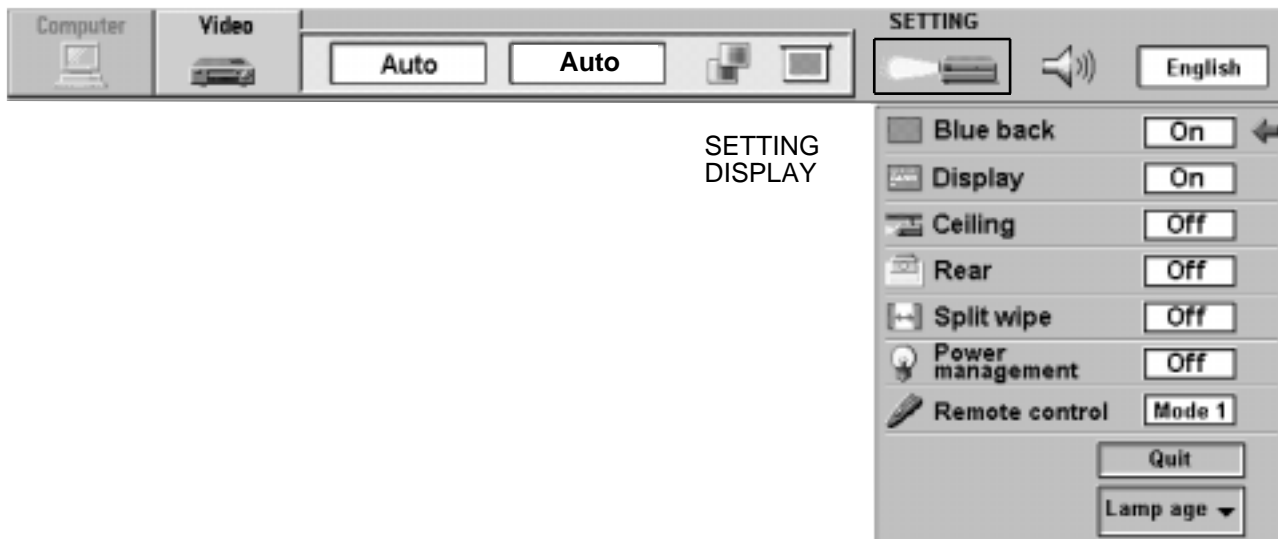 Computer
Video
Auto
Auto
SETTING
English
SETTING
DISPLAY
Blue back On
Display On
Ceiling Off
Rear Off
Split wipe Off
Power
management Off
Remote control Mode 1
Quit
Lamp age